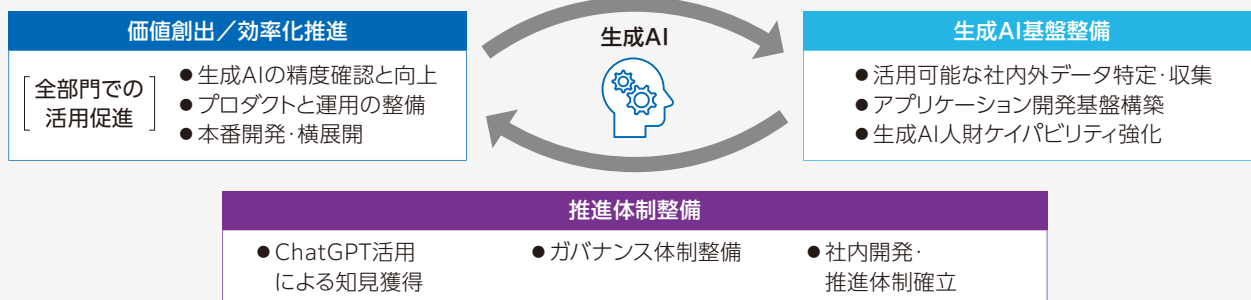 価値創出／効率化推進
全部門での
活用促進
●生成AIの精度確認と向上
●プロダクトと運用の整備
●本番開発・横展開
生成AI
生成AI基盤整備
●活用可能な社内外データ特定・収集
●アプリケーション開発基盤構築
●生成AI人財ケイパビリティ強化
推進体制整備
●ChatGPT活用
による知見獲得
●ガバナンス体制整備
●社内開発・
推進体制確立